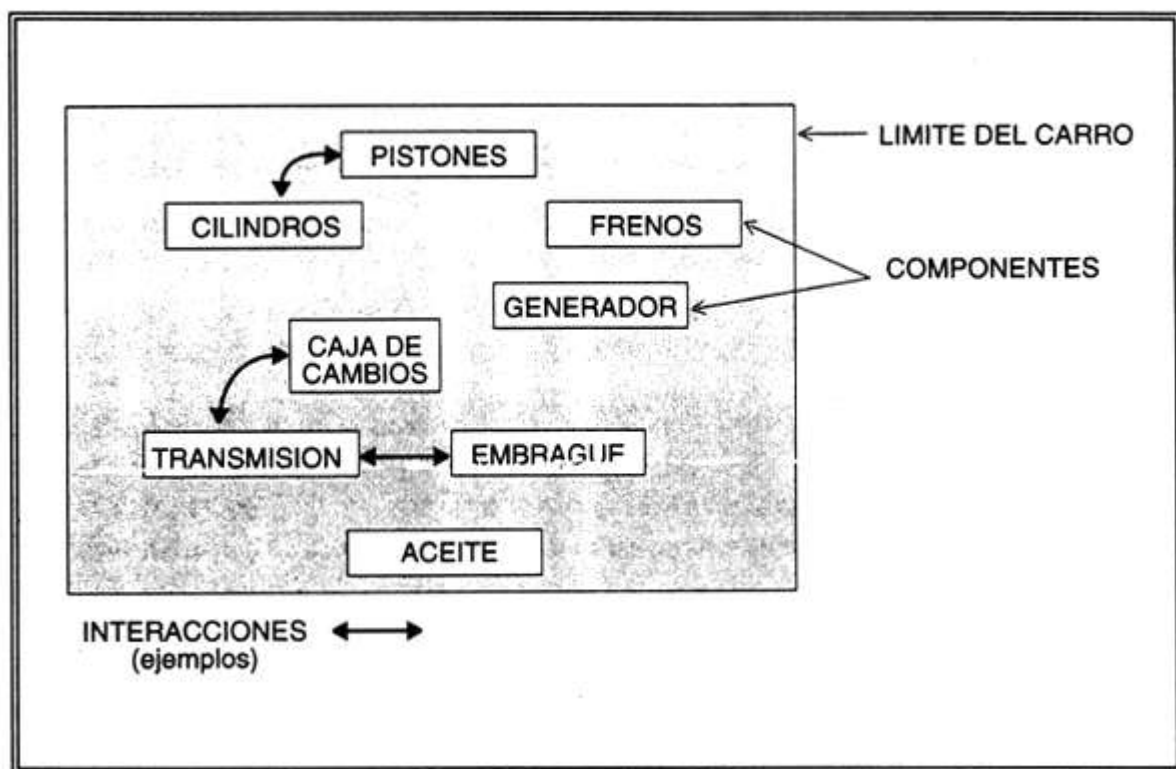 PISTONES
LIMITE DEL CARRO
CILINDROS
FRENOS
COMPONENTES
GENERADOR
CAJA DE
CAMBIOS
TRANSMISION
EMBRAGUE
ACEITE
INTERACCIONES
(ejemplos)